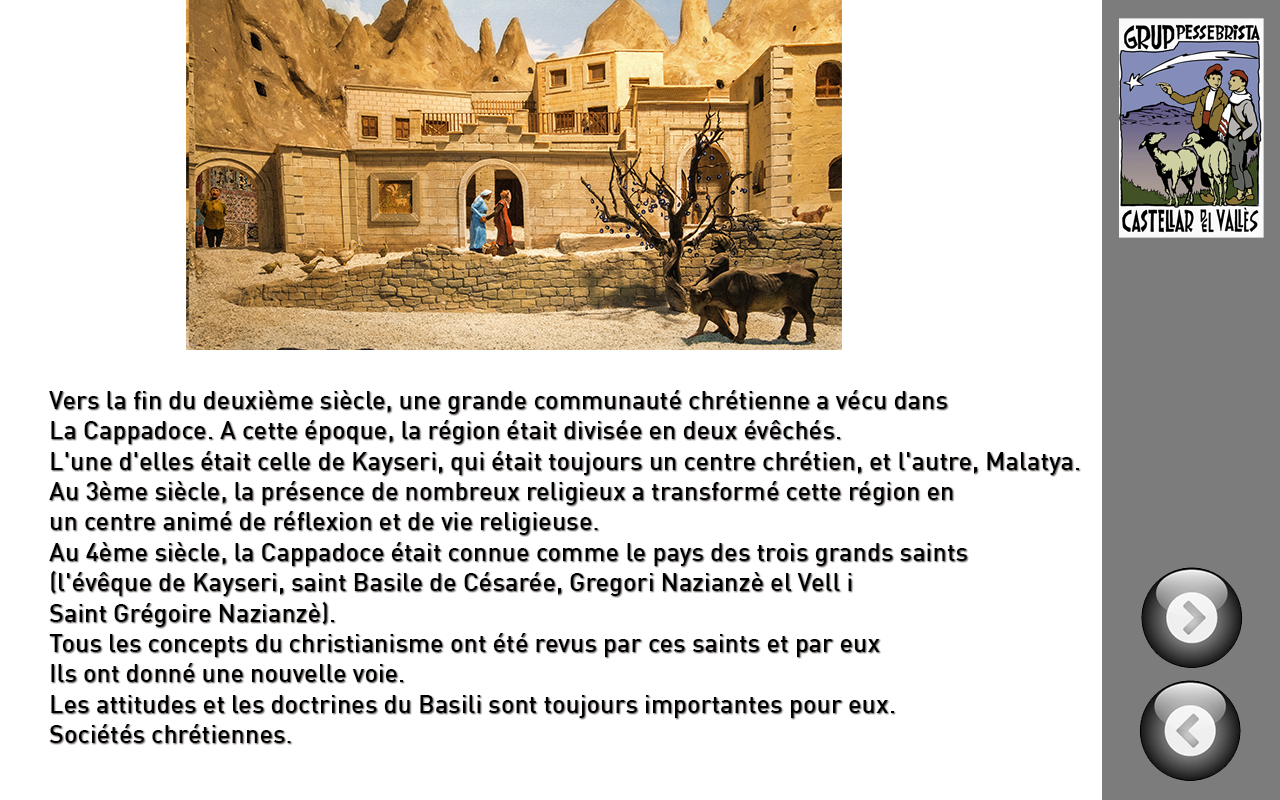 GRUP PESSEBRISTA
CASTELLAR DEL VALLÈS
Vers la fin du deuxième siècle, une grande communauté chrétienne a vécu dans
La Cappadoce. A cette époque, la région était divisée en deux évêchés.
L'une d'elles était celle de Kayseri, qui était toujours un centre chrétien, et l'autre, Malatya.
Au 3ème siècle, la présence de nombreux religieux a transformé cette région en
un centre animé de réflexion et de vie religieuse.
Au 4ème siècle, la Cappadoce était connue comme le pays des trois grands saints
(l'évêque de Kayseri, saint Basile de Césarée, Gregori Nazianzè el Vell i
Saint Grégoire Nazianzè).
Tous les concepts du christianisme ont été revus par ces saints et par eux
Ils ont donné une nouvelle voie.
Les attitudes et les doctrines du Basili sont toujours importantes pour eux.
Sociétés chrétiennes.